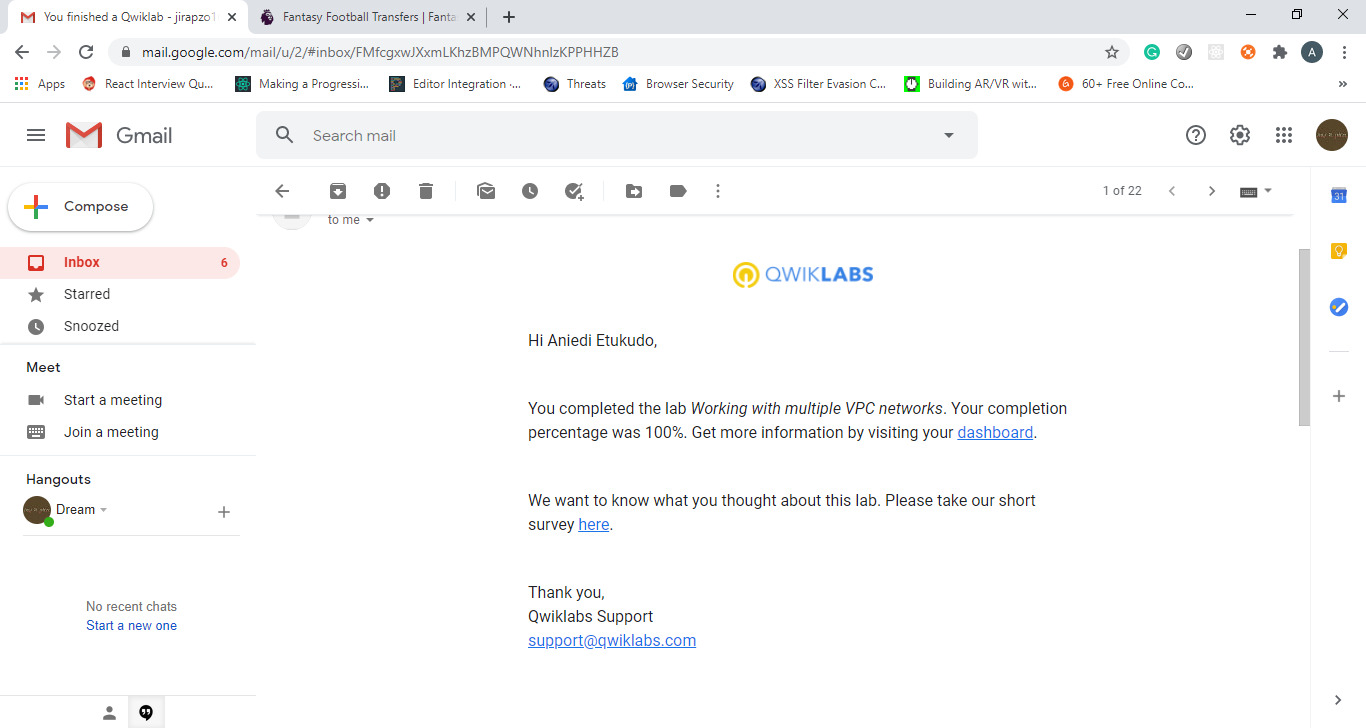 You finished a Qwiklab - jirapzo1
Fantasy Football Transfers | Fanta
mail.google.com/mail/u/2/#inbox/FMfcgxwJXxmLKhzBMPQWNhnlzKPPHHZB
A
Apps
React Interview Qu...
Making a Progressi...
Editor Integration ·...
Threats
Browser Security
XSS Filter Evasion C...
Building AR/VR wit...
60+ Free Online Co...
»
Gmail
Search mail
Compose
1 of 22
31
to me
Inbox 6
Starred
Snoozed
Meet
Start a meeting
Join a meeting
Hangouts
Dream
No recent chats
Start a new one
QWIKLABS
Hi Aniedi Etukudo,
You completed the lab Working with multiple VPC networks. Your completion
percentage was 100%. Get more information by visiting your dashboard.
We want to know what you thought about this lab. Please take our short
survey here.
Thank you,
Qwiklabs Support
support@qwiklabs.com